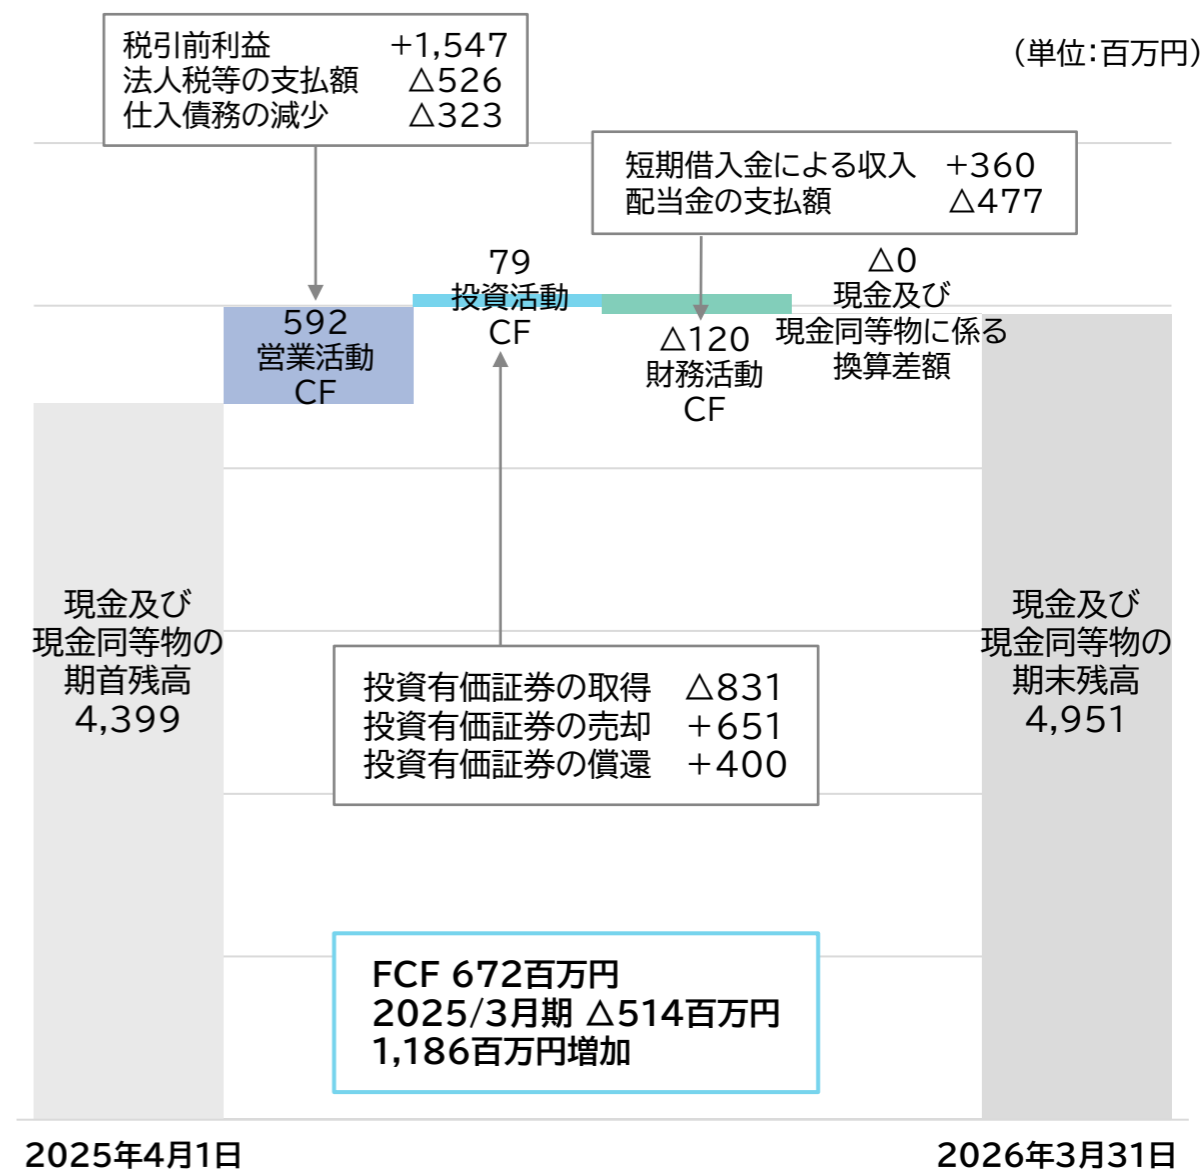 税引前利益 +1,547
法人税等の支払額 △526
仕入債務の減少 △323
（単位：百万円）
短期借入金による収入 +360
配当金の支払額 △477
592
営業活動
CF
79
投資活動
CF
△120
財務活動
CF
△0
現金及び
現金同等物に係る
換算差額
現金及び
現金同等物の
期首残高
4,399
投資有価証券の取得 △831
投資有価証券の売却 +651
投資有価証券の償還 +400
現金及び
現金同等物の
期末残高
4,951
FCF 672百万円
2025/3月期 △514百万円
1,186百万円増加
2025年4月1日
2026年3月31日